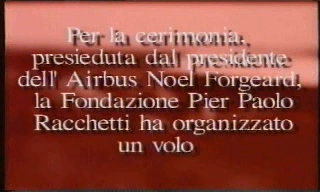 Per la cerimonia,
presieduta dal presidente
dell' Airbus Noel Forgeard,
la Fondazione Pier Paolo
Racchetti ha organizzato
un volo